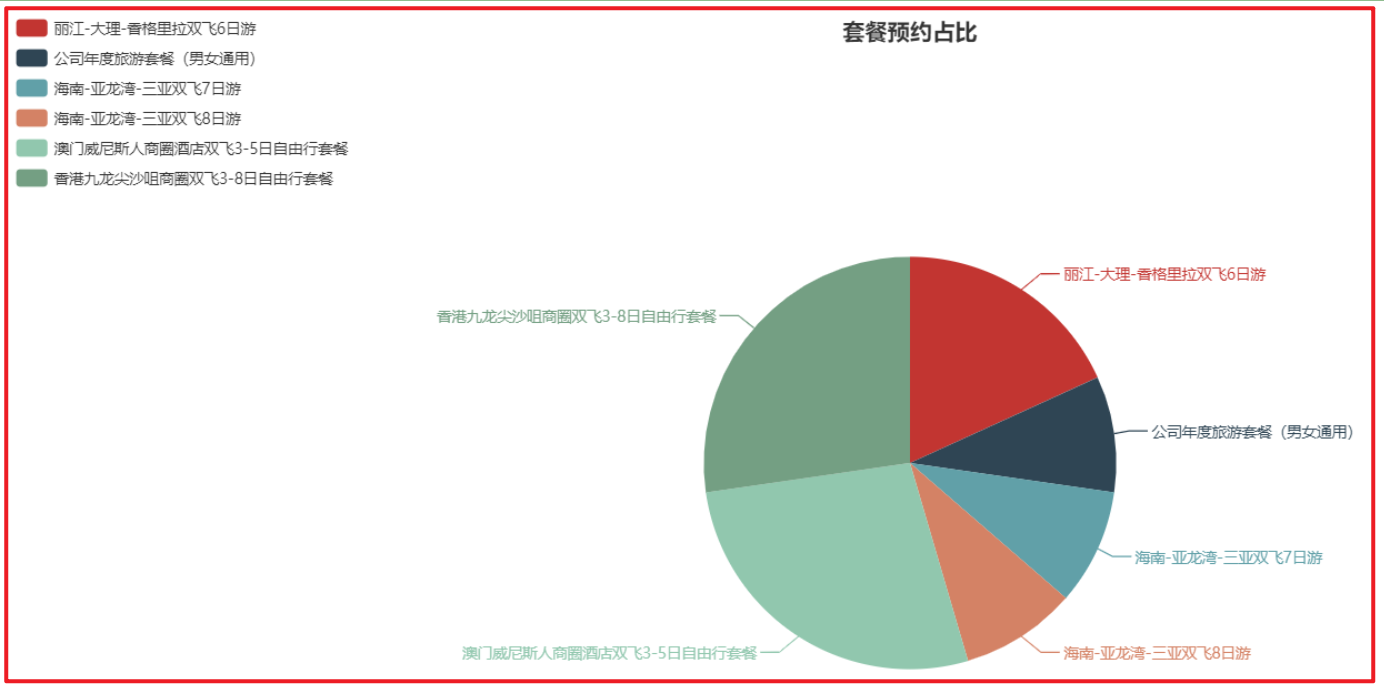 丽江-大理-香格里拉双飞6日游
公司年度旅游套餐（男女通用）
海南-亚龙湾-三亚双飞7日游
海南-亚龙湾-三亚双飞8日游
澳门威尼斯人商圈酒店双飞3-5日自由行套餐
香港九龙尖沙咀商圈双飞3-8日自由行套餐
套餐预约占比
丽江-大理-香格里拉双飞6日游
香港九龙尖沙咀商圈双飞3-8日自由行套餐
公司年度旅游套餐（男女通用）
海南-亚龙湾-三亚双飞7日游
澳门威尼斯人商圈酒店双飞3-5日自由行套餐
海南-亚龙湾-三亚双飞8日游